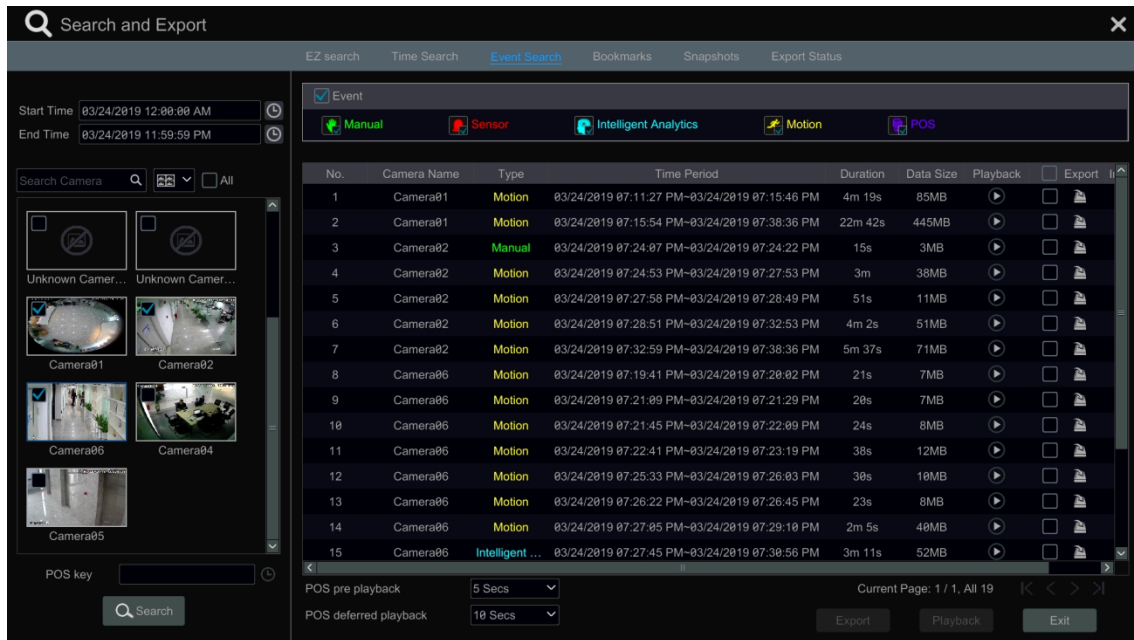 Search and Export
EZ search Time Search Event Search Bookmarks Snapshots Export Status
Start Time 03/24/2019 12:00:00 AM
End Time 03/24/2019 11:59:59 PM
Search Camera All
Unknown Camer... Unknown Camer...
Camera01 Camera02
Camera06 Camera04
Camera05
POS key
Search
Event
Manual Sensor Intelligent Analytics Motion POS
No. Camera Name Type Time Period Duration Data Size Playback Export
1 Camera01 Motion 03/24/2019 07:11:27 PM~03/24/2019 07:15:46 PM 4m 19s 85MB
2 Camera01 Motion 03/24/2019 07:15:54 PM~03/24/2019 07:38:36 PM 22m 42s 445MB
3 Camera02 Manual 03/24/2019 07:24:07 PM~03/24/2019 07:24:22 PM 15s 3MB
4 Camera02 Motion 03/24/2019 07:24:53 PM~03/24/2019 07:27:53 PM 3m 38MB
5 Camera02 Motion 03/24/2019 07:27:58 PM~03/24/2019 07:28:49 PM 51s 11MB
6 Camera02 Motion 03/24/2019 07:28:51 PM~03/24/2019 07:32:53 PM 4m 2s 51MB
7 Camera02 Motion 03/24/2019 07:32:59 PM~03/24/2019 07:38:36 PM 5m 37s 71MB
8 Camera06 Motion 03/24/2019 07:19:41 PM~03/24/2019 07:20:02 PM 21s 7MB
9 Camera06 Motion 03/24/2019 07:21:09 PM~03/24/2019 07:21:29 PM 20s 7MB
10 Camera06 Motion 03/24/2019 07:21:45 PM~03/24/2019 07:22:09 PM 24s 8MB
11 Camera06 Motion 03/24/2019 07:22:41 PM~03/24/2019 07:23:19 PM 38s 12MB
12 Camera06 Motion 03/24/2019 07:25:33 PM~03/24/2019 07:26:03 PM 30s 10MB
13 Camera06 Motion 03/24/2019 07:26:22 PM~03/24/2019 07:26:45 PM 23s 8MB
14 Camera06 Motion 03/24/2019 07:27:05 PM~03/24/2019 07:29:10 PM 2m 5s 40MB
15 Camera06 Intelligent ... 03/24/2019 07:27:45 PM~03/24/2019 07:30:56 PM 3m 11s 52MB
POS pre playback 5 Secs Current Page: 1 / 1, All 19
POS deferred playback 10 Secs Export Playback Exit